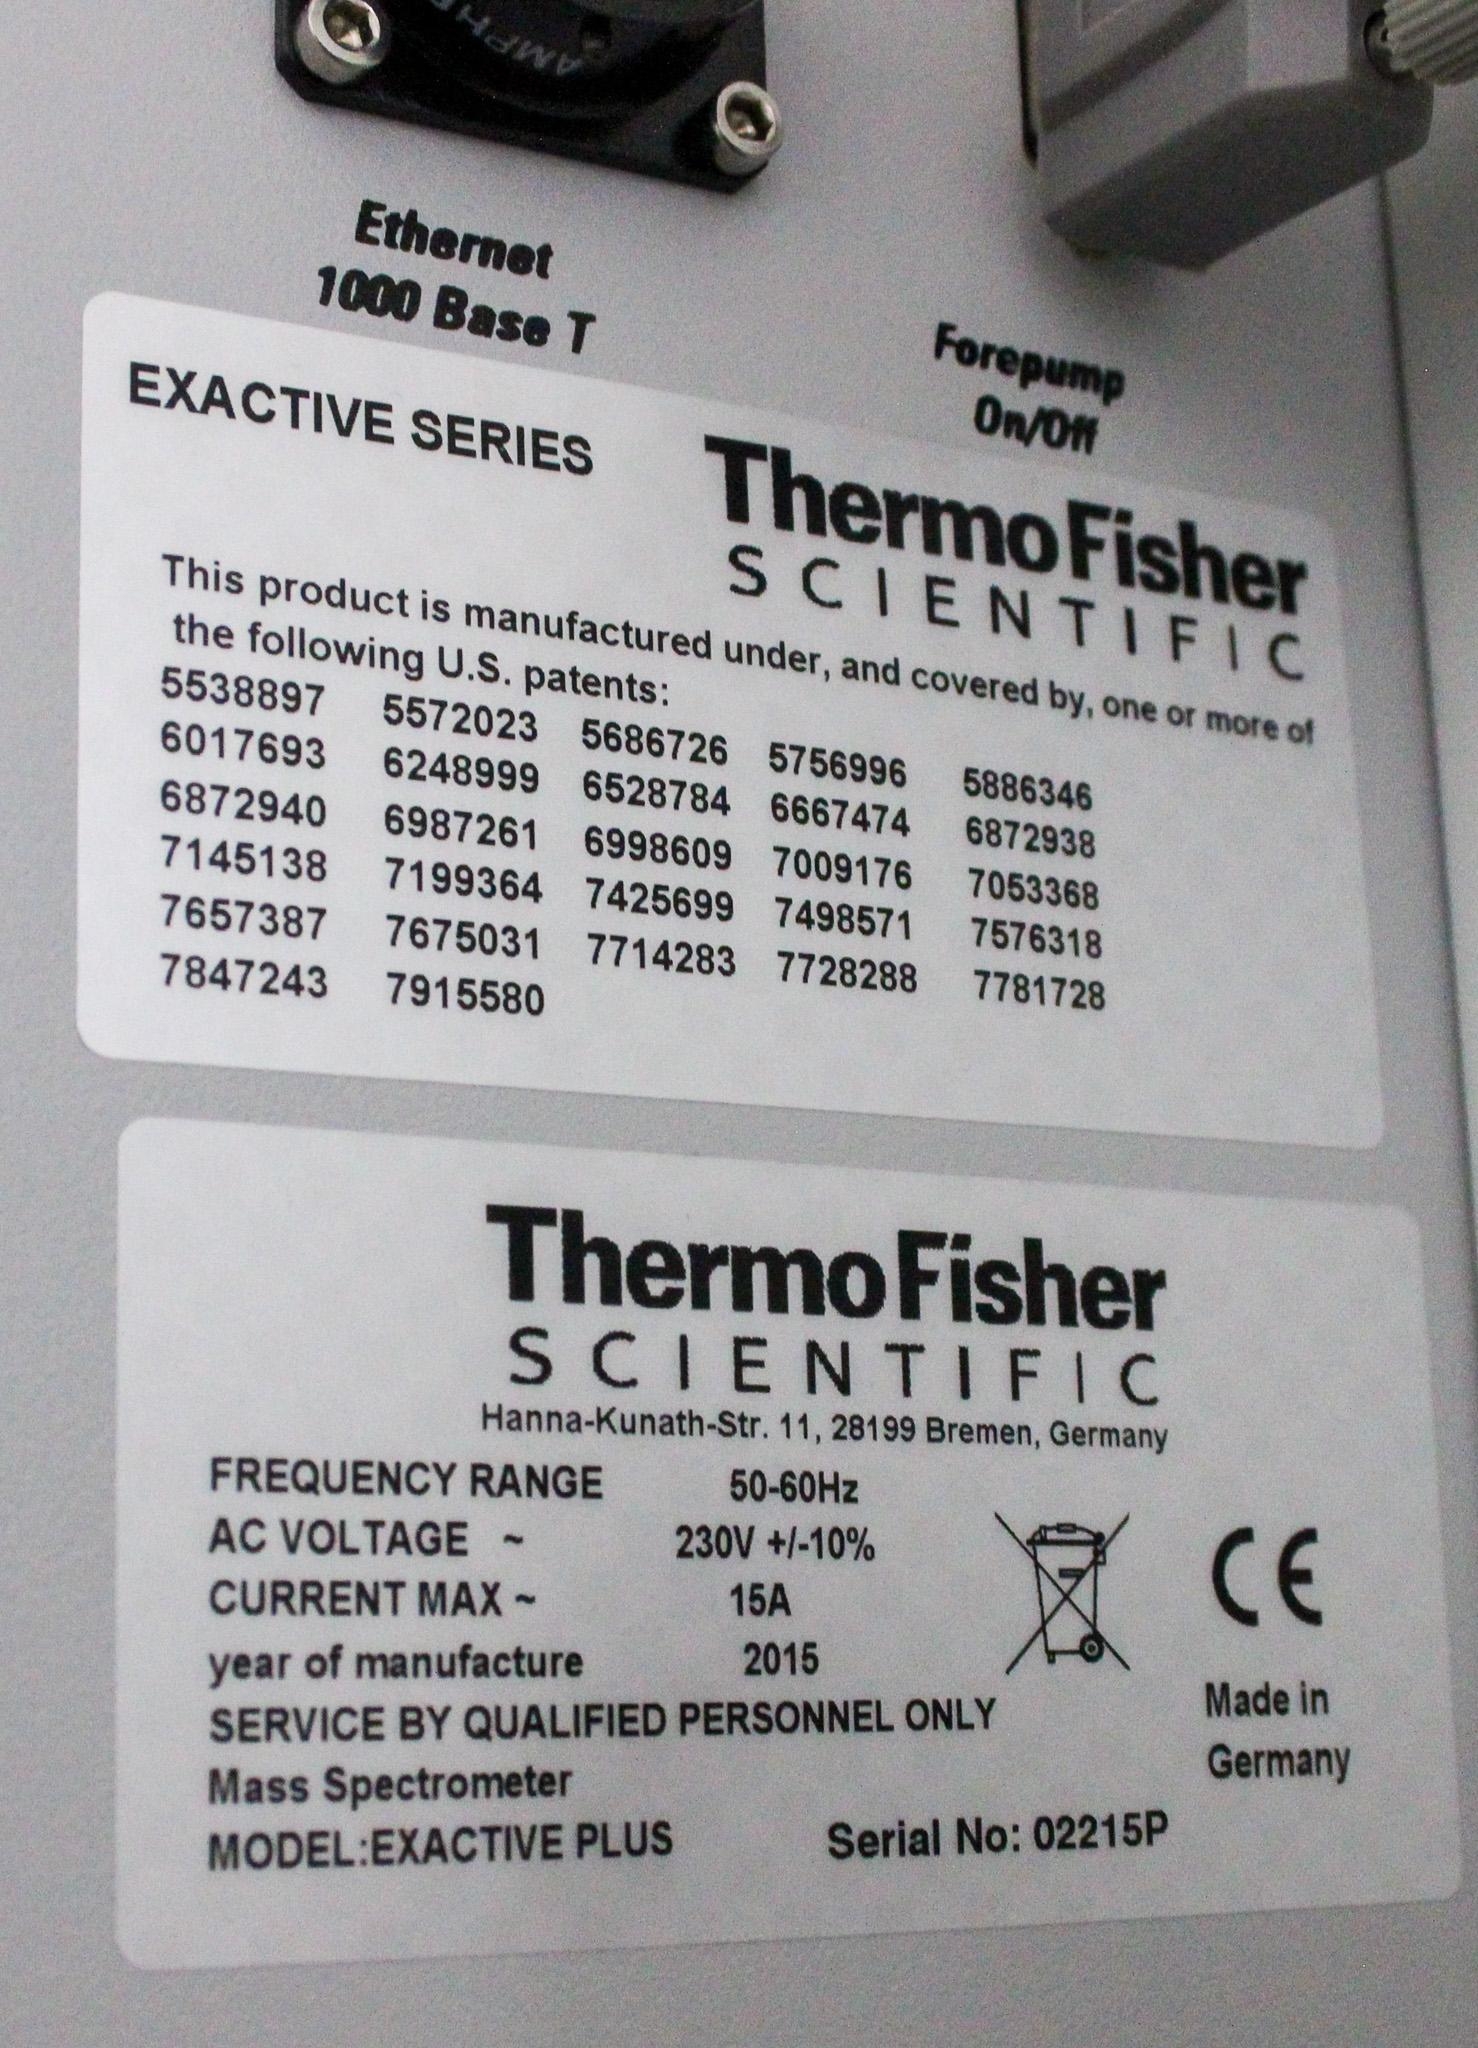 Ethernet
1000 Base T
Forepump
On/Off
EXACTIVE SERIES
ThermoFisher
SCIENTIFIC
This product is manufactured under, and covered by, one or more of
the following U.S. patents:
5538897 5572023 5686726 5756996 5886346
6017693 6248999 6528784 6667474 6872938
6872940 6987261 6998609 7009176 7053368
7145138 7199364 7425699 7498571 7576318
7657387 7675031 7714283 7728288 7781728
7847243 7915580
ThermoFisher
SCIENTIFIC
Hanna-Kunath-Str. 11, 28199 Bremen, Germany
FREQUENCY RANGE 50-60Hz
AC VOLTAGE ~ 230V +/-10%
CURRENT MAX ~ 15A
CE
year of manufacture 2015
SERVICE BY QUALIFIED PERSONNEL ONLY
Made in
Germany
Mass Spectrometer
MODEL:EXACTIVE PLUS Serial No: 02215P